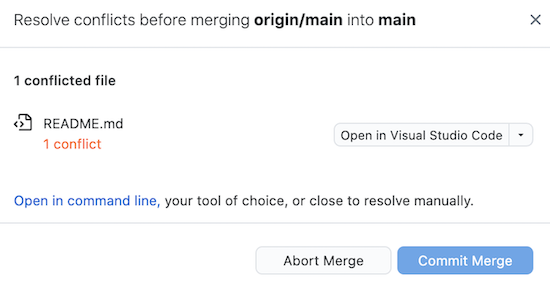 Resolve conflicts before merging origin/main into main
1 conflicted file
README.md
1 conflict
Open in Visual Studio Code
Open in command line, your tool of choice, or close to resolve manually.
Abort Merge
Commit Merge